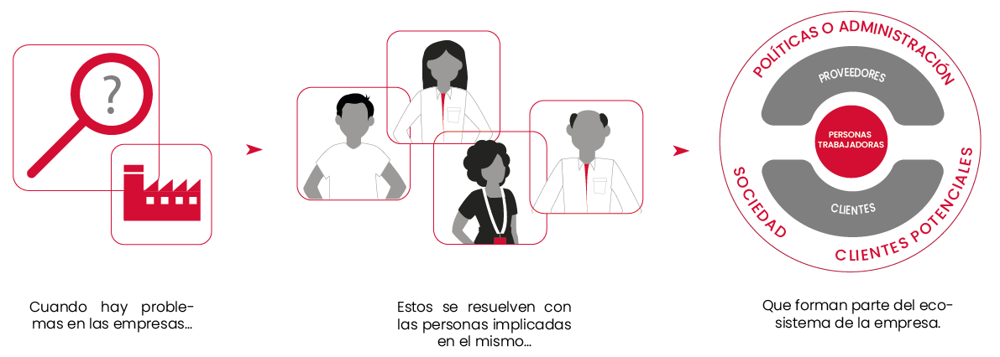 ?
Cuando hay proble-
mas en las empresas...
Estos se resuelven con
las personas implicadas
en el mismo...
POLÍTICAS O ADMINISTRACIÓN
PROVEEDORES
PERSONAS
TRABAJADORAS
CLIENTES
SOCIEDAD
CLIENTES POTENCIALES
Que forman parte del eco-
sistema de la empresa.